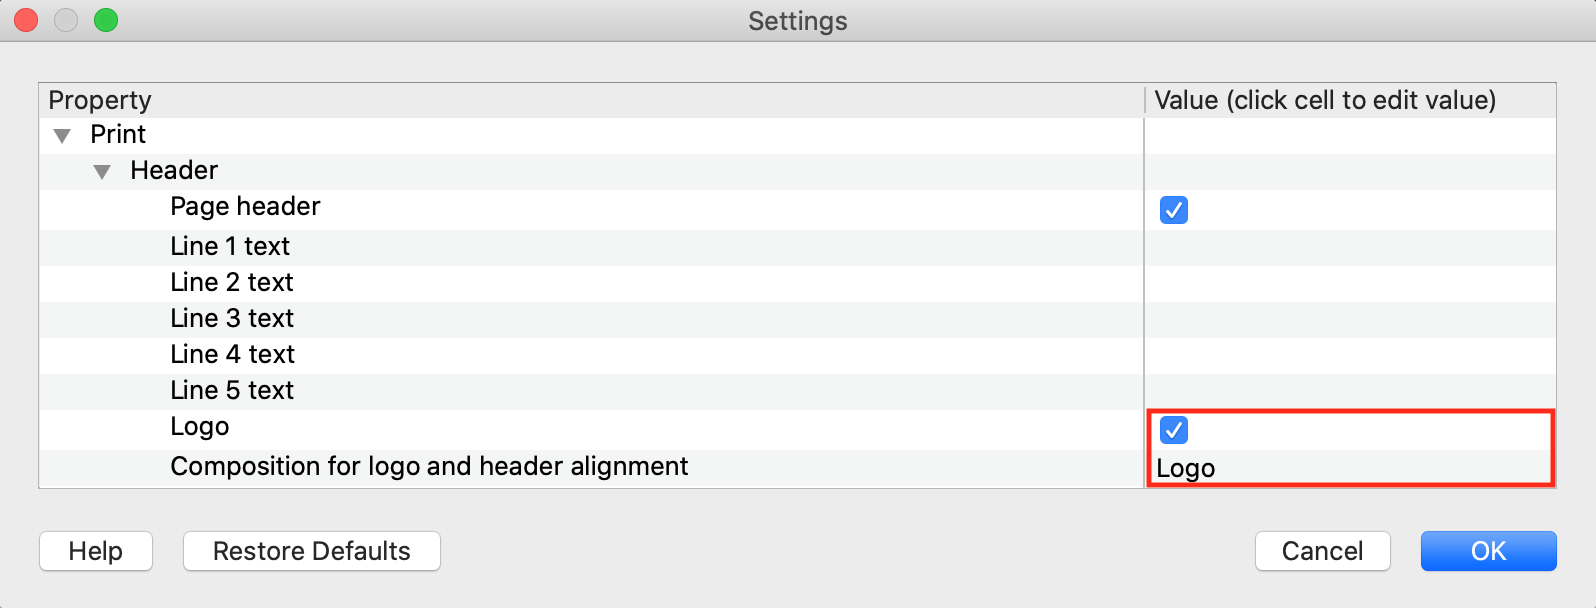 Settings
Property Value (click cell to edit value)
Print
Header
Page header
Line 1 text
Line 2 text
Line 3 text
Line 4 text
Line 5 text
Logo
Composition for logo and header alignment Logo
Help Restore Defaults Cancel OK